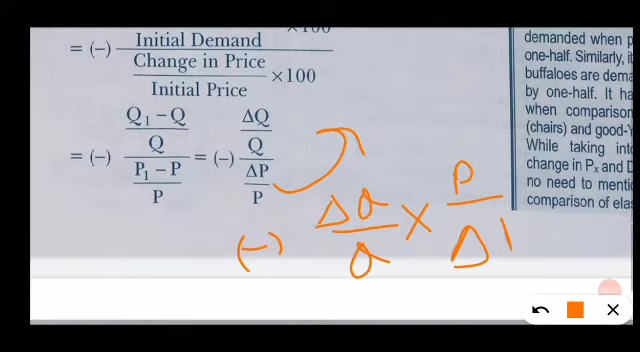 ×100
Initial Demand
= (–)
Change in Price
×100
Initial Price
Q₁ – Q
ΔQ
Q
Q
= (–)
= (–)
P₁ – P
ΔP
P
P
(–) ΔQ/Q × P/Δ
demanded when p
one-half. Similarly, i
buffaloes are dema
by one-half. It ha
when comparison
(chairs) and good-Y
While taking int
change in Pₓ and D
no need to menti
comparison of ela